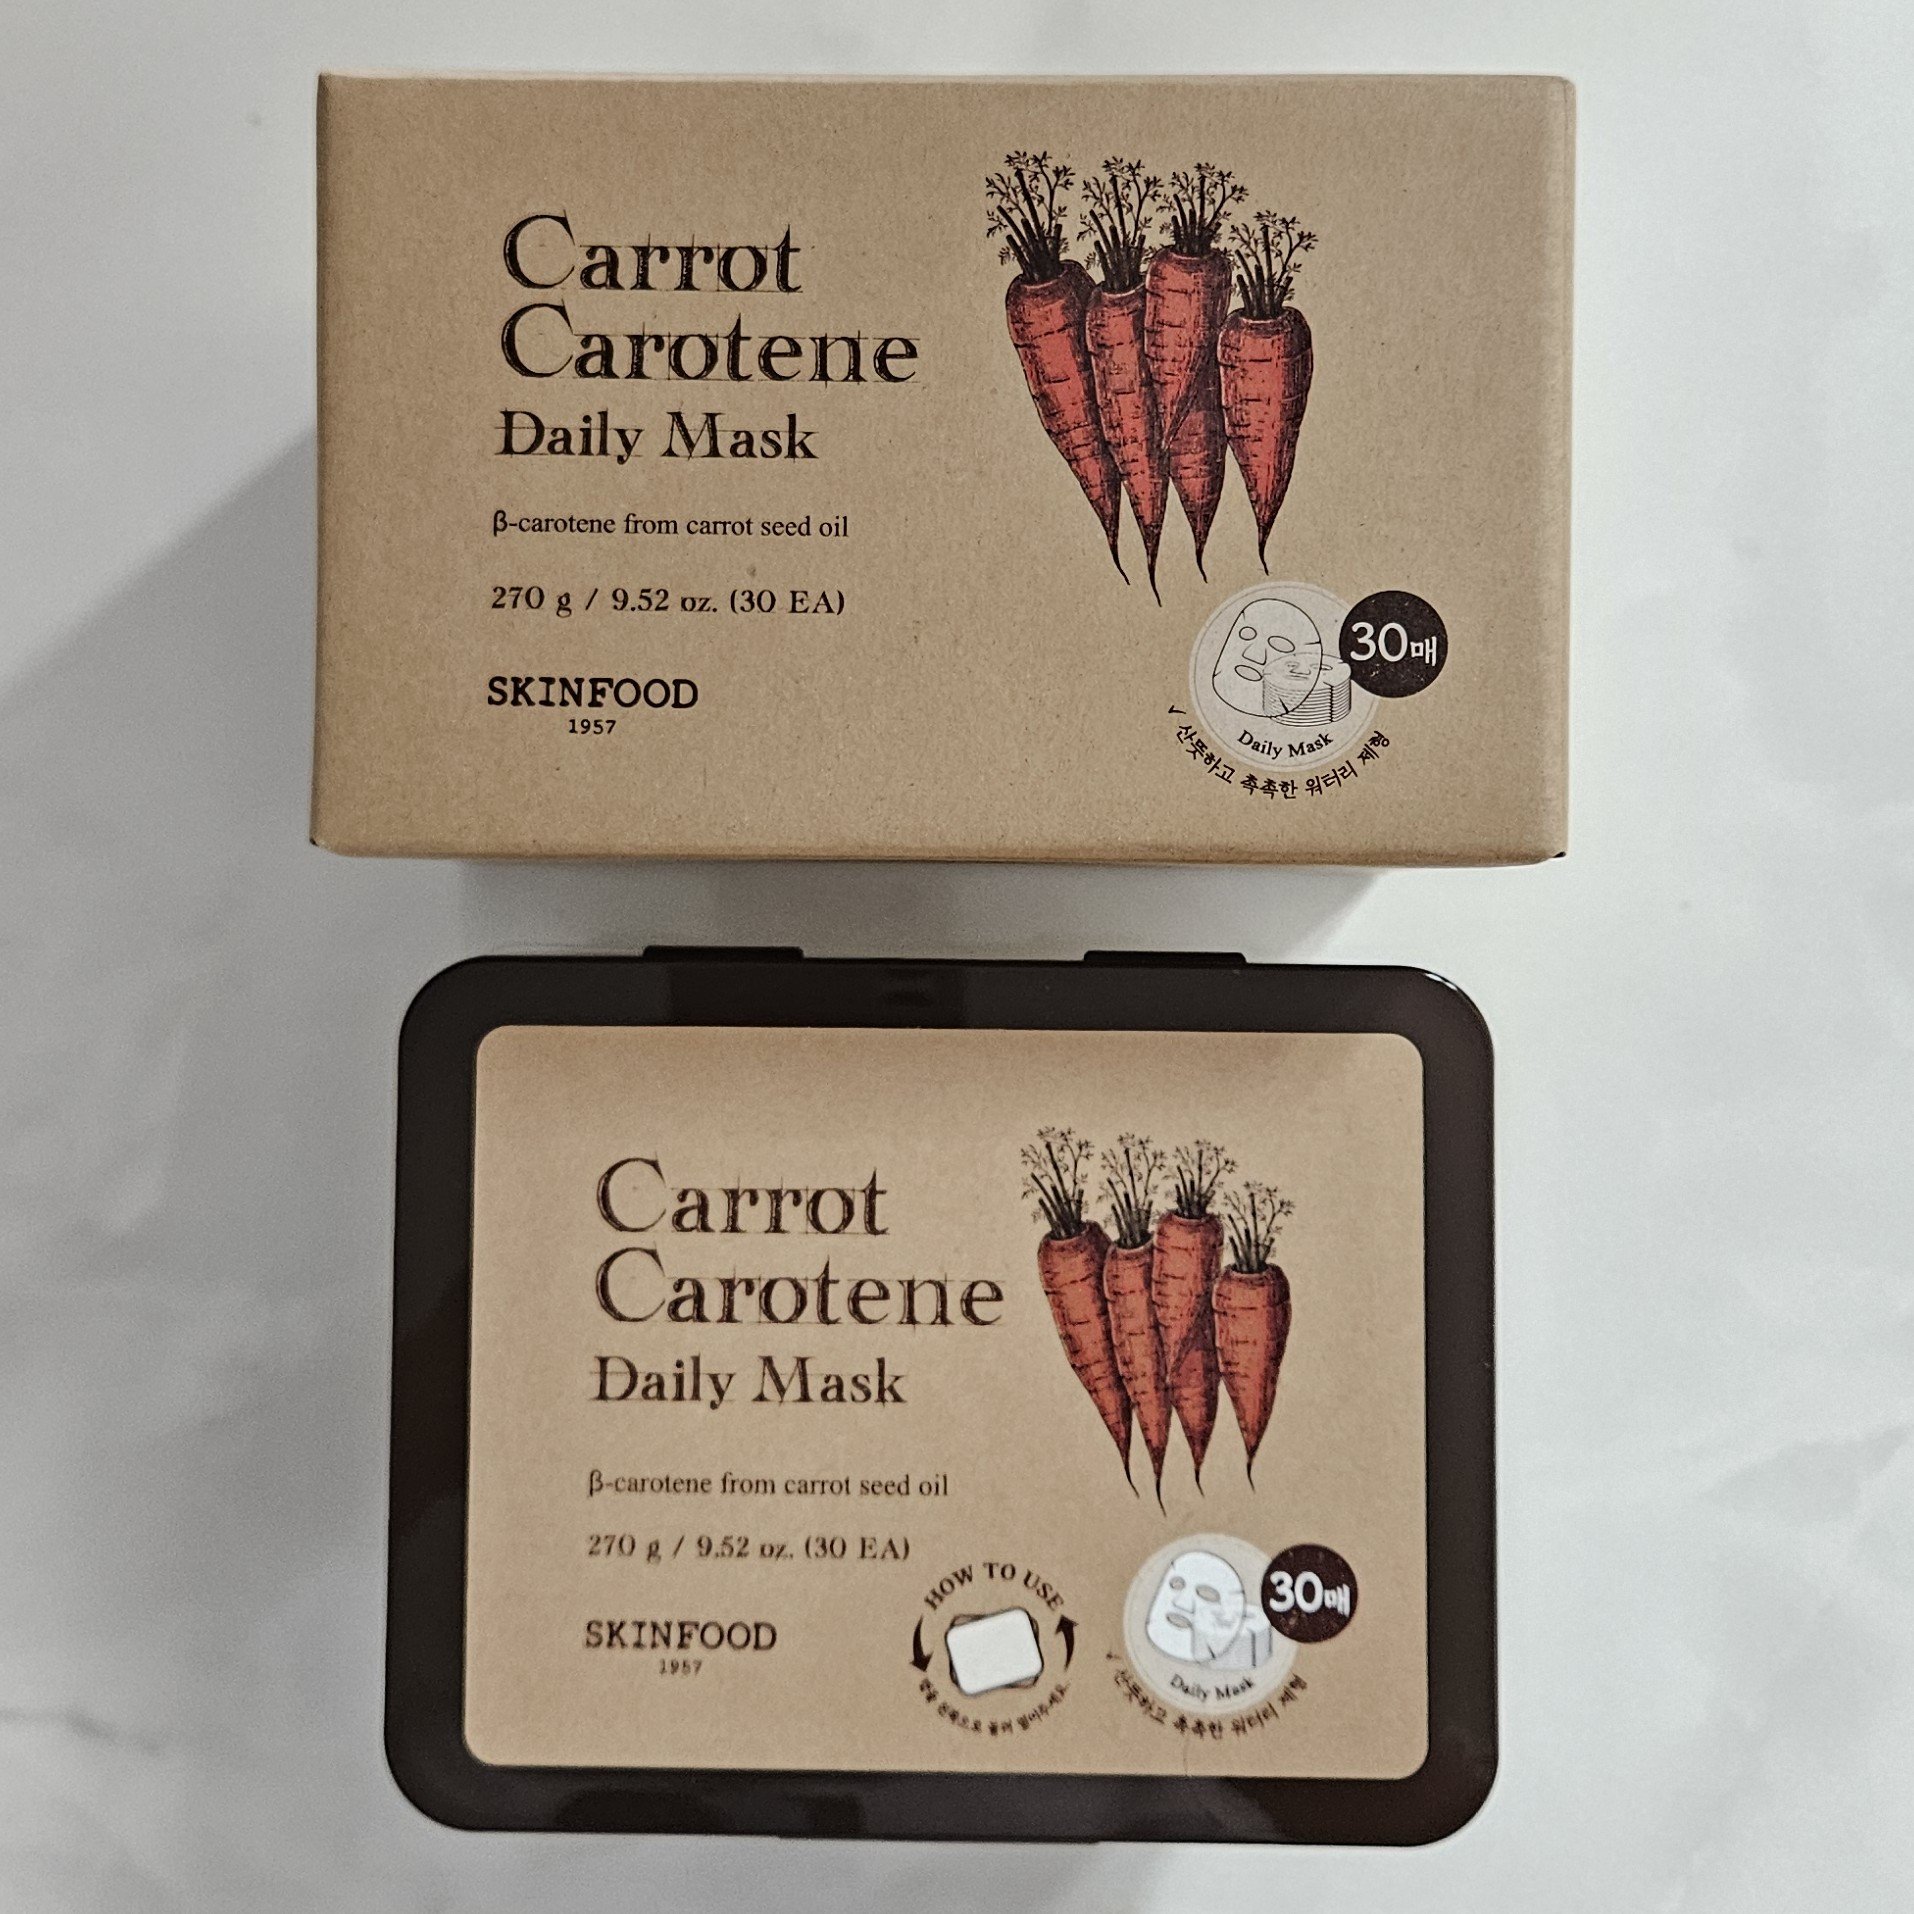 Carrot
Carotene
Daily Mask
β-carotene from carrot seed oil
270 g / 9.52 oz. (30 EA)
SKINFOOD
1957
30매
Daily Mask
✓ 산뜻하고 촉촉한 워터리 제형
Carrot
Carotene
Daily Mask
β-carotene from carrot seed oil
270 g / 9.52 oz. (30 EA)
SKINFOOD
1957
HOW TO USE
30매
Daily Mask
✓ 산뜻하고 촉촉한 워터리 제형